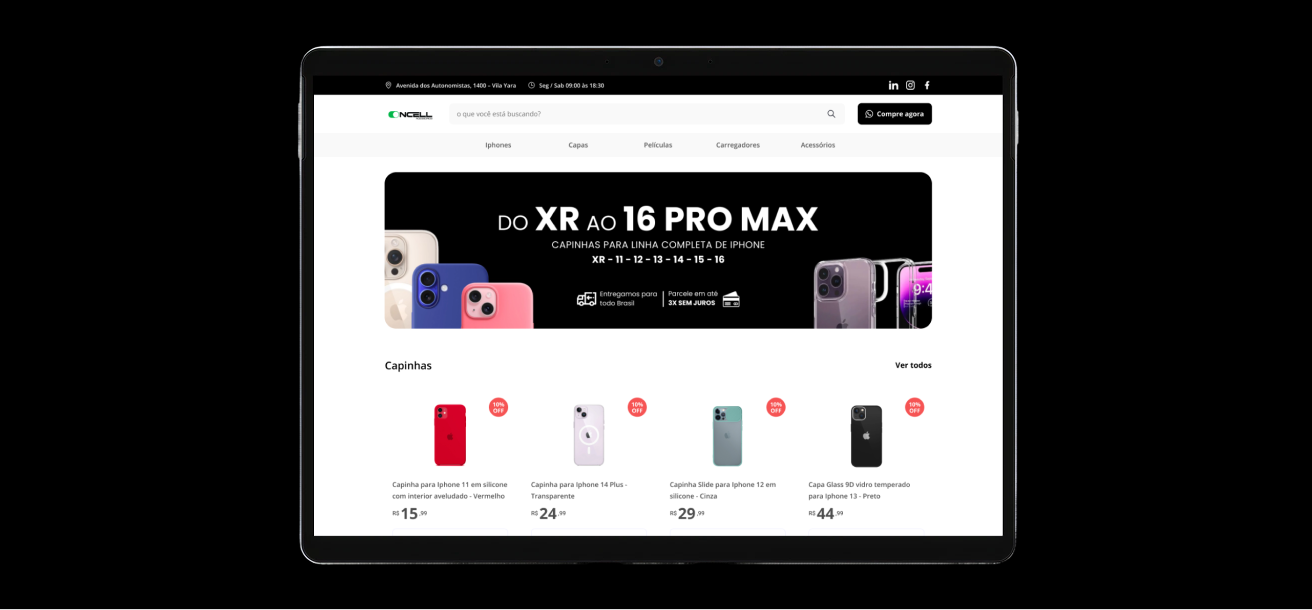 Avenida dos Autonomistas, 1400 - Vila Yara
Seg / Sab 09:00 às 18:30
in
f
ONCELL
o que você está buscando?
Compre agora
Iphones
Capas
Películas
Carregadores
Acessórios
DO XR AO 16 PRO MAX
CAPINHAS PARA LINHA COMPLETA DE IPHONE
XR - 11 - 12 - 13 - 14 - 15 - 16
Entregamos para
todo Brasil
Parcele em até
3X SEM JUROS
9:4
Capinhas
Ver todos
10%
OFF
10%
OFF
10%
OFF
10%
OFF
Capinha para Iphone 11 em silicone
com interior aveludado - Vermelho
R$ 15,99
Capinha para Iphone 14 Plus -
Transparente
R$ 24,99
Capinha Slide para Iphone 12 em
silicone - Cinza
R$ 29,99
Capa Glass 9D vidro temperado
para Iphone 13 - Preto
R$ 44,99